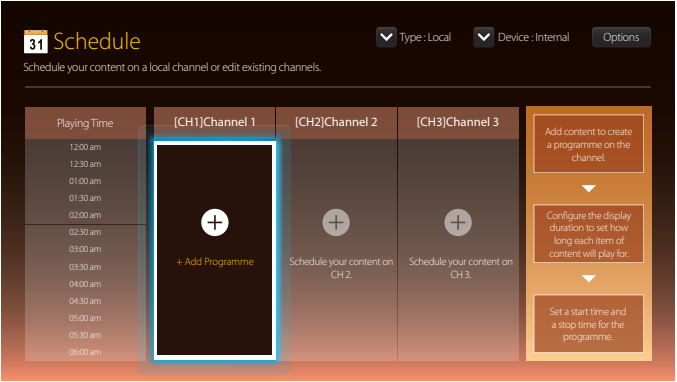 31 Schedule
Type : Local
Device : Internal
Options
Schedule your content on a local channel or edit existing channels.
Playing Time
[CH1]Channel 1
[CH2]Channel 2
[CH3]Channel 3
12:00 am
12:30 am
01:00 am
01:30 am
02:00 am
02:30 am
03:00 am
03:30 am
04:00 am
04:30 am
05:00 am
05:30 am
06:00 am
+ Add Programme
Schedule your content on
CH 2.
Schedule your content on
CH 3.
Add content to create
a programme on the
channel.
Configure the display
duration to set how
long each item of
content will play for.
Set a start time and
a stop time for the
programme.